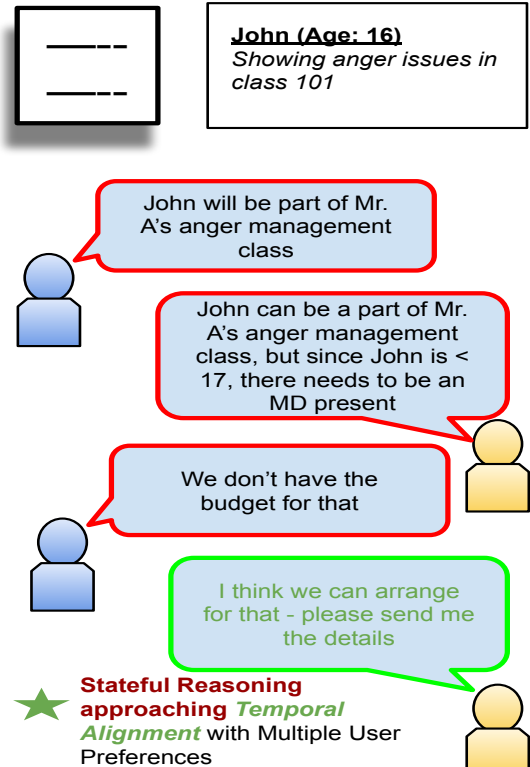 John (Age: 16)
Showing anger issues in
class 101
John will be part of Mr.
A's anger management
class
John can be a part of Mr.
A's anger management
class, but since John is <
17, there needs to be an
MD present
We don't have the
budget for that
I think we can arrange
for that - please send me
the details
Stateful Reasoning
approaching Temporal
Alignment with Multiple User
Preferences